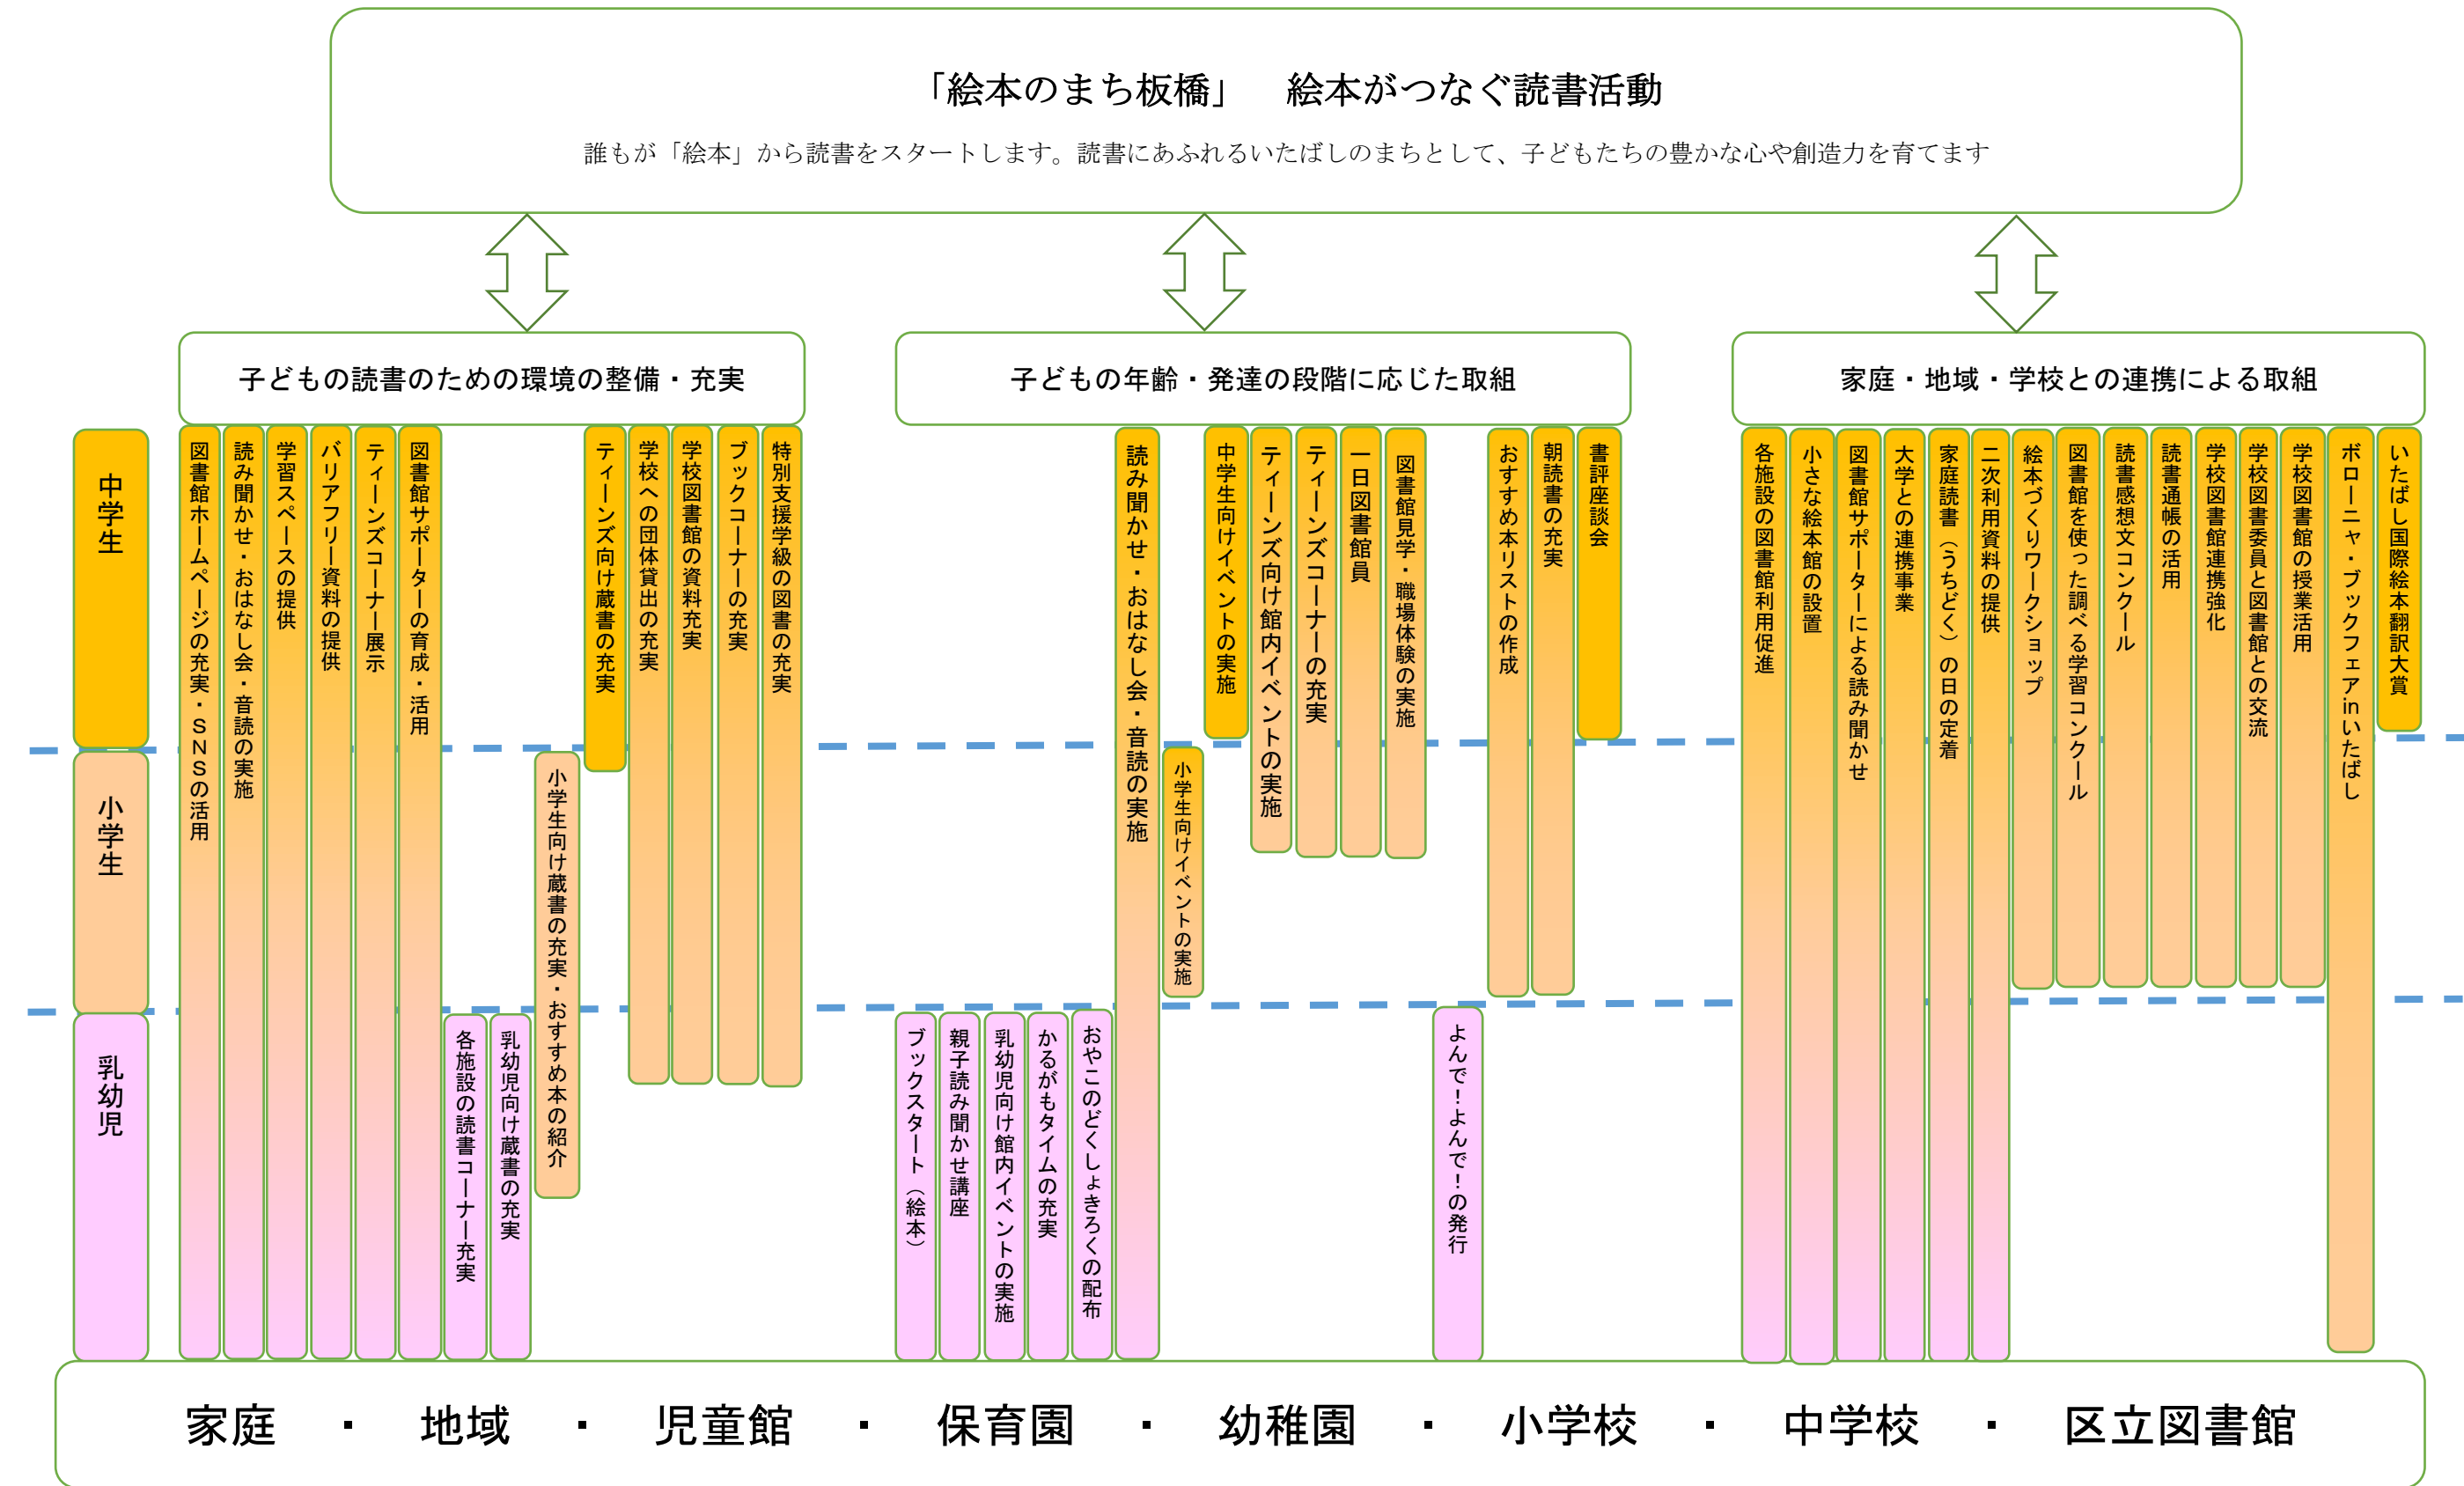 「絵本のまち板橋」　絵本がつなぐ読書活動
誰もが「絵本」から読書をスタートします。読書にあふれるいたばしのまちとして、子どもたちの豊かな心や創造力を育てます
子どもの読書のための環境の整備・充実
子どもの年齢・発達の段階に応じた取組
家庭・地域・学校との連携による取組
中学生
小学生
乳幼児
図書館ホームページの充実・SNSの活用
読み聞かせ・おはなし会・音読の実施
学習スペースの提供
バリアフリー資料の提供
ティーンズコーナー展示
図書館サポーターの育成・活用
各施設の読書コーナー充実
乳幼児向け蔵書の充実
小学生向け蔵書の充実・おすすめ本の紹介
ティーンズ向け蔵書の充実
学校への団体貸出の充実
学校図書館の資料充実
ブックコーナーの充実
特別支援学級の図書の充実
ブックスタート（絵本）
親子読み聞かせ講座
乳幼児向け館内イベントの実施
かるがもタイムの充実
おやこのどくしょきろくの配布
読み聞かせ・おはなし会・音読の実施
小学生向けイベントの実施
中学生向けイベントの実施
ティーンズ向け館内イベントの実施
ティーンズコーナーの充実
一日図書館員
図書館見学・職場体験の実施
よんで！よんで！の発行
おすすめ本リストの作成
朝読書の充実
書評座談会
各施設の図書館利用促進
小さな絵本館の設置
図書館サポーターによる読み聞かせ
大学との連携事業
家庭読書（うちどく）の日の定着
二次利用資料の提供
絵本づくりワークショップ
図書館を使った調べる学習コンクール
読書感想文コンクール
読書通帳の活用
学校図書館連携強化
学校図書委員と図書館との交流
学校図書館の授業活用
ボローニャ・ブックフェアinいたばし
いたばし国際絵本翻訳大賞
家庭　・　地域　・　児童館　・　保育園　・　幼稚園　・　小学校　・　中学校　・　区立図書館